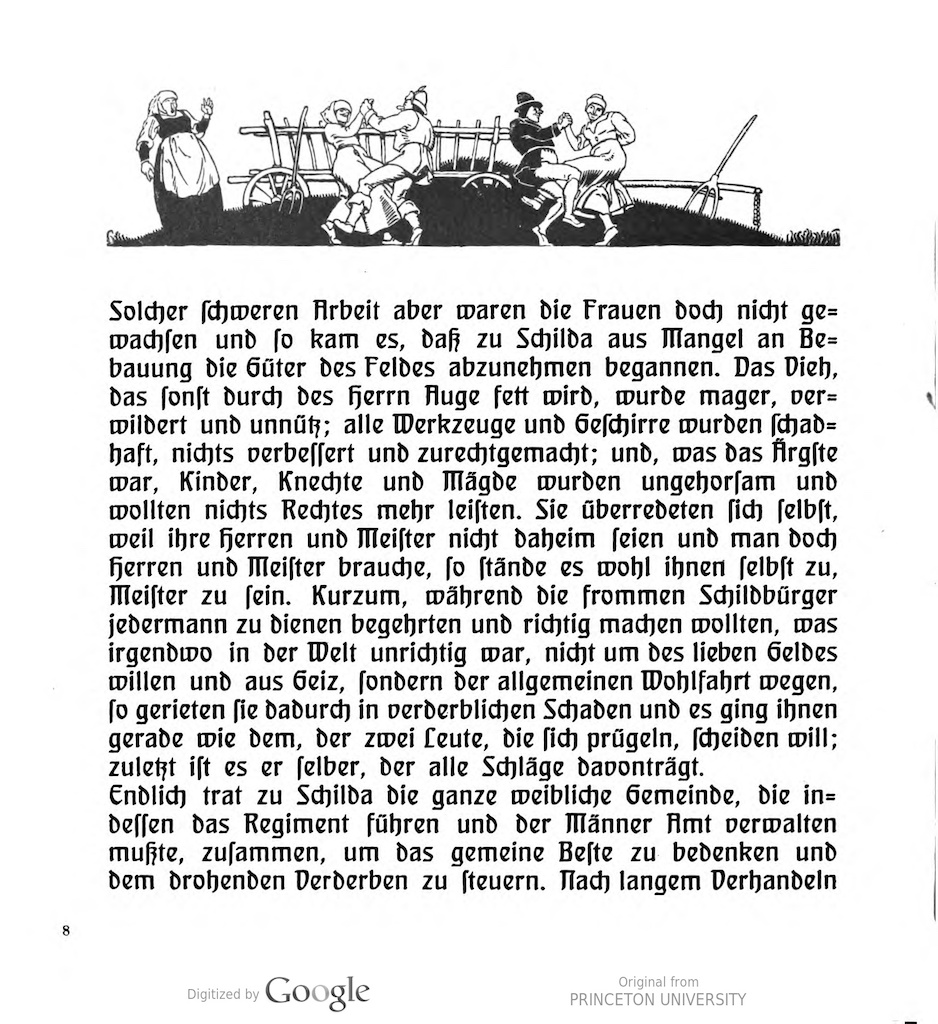 Solcher schweren Arbeit aber waren die Frauen doch nicht ge=
wachsen und so kam es, daß zu Schilda aus Mangel an Be=
bauung die Güter des Feldes abzunehmen begannen. Das Vieh,
das sonst durch des Herrn Auge fett wird, wurde mager, ver=
wildert und unnütz; alle Werkzeuge und Geschirre wurden schad=
haft, nichts verbessert und zurechtgemacht; und, was das Ärgste
war, Kinder, Knechte und Mägde wurden ungehorsam und
wollten nichts Rechtes mehr leisten. Sie überredeten sich selbst,
weil ihre Herren und Meister nicht daheim seien und man doch
Herren und Meister brauche, so stände es wohl ihnen selbst zu,
Meister zu sein. Kurzum, während die frommen Schildbürger
jedermann zu dienen begehrten und richtig machen wollten, was
irgendwo in der Welt unrichtig war, nicht um des lieben Geldes
willen und aus Geiz, sondern der allgemeinen Wohlfahrt wegen,
so gerieten sie dadurch in verderblichen Schaden und es ging ihnen
gerade wie dem, der zwei Leute, die sich prügeln, scheiden will;
zuletzt ist es er selber, der alle Schläge davonträgt.
Endlich trat zu Schilda die ganze weibliche Gemeinde, die in=
dessen das Regiment führen und der Männer Amt verwalten
mußte, zusammen, um das gemeine Beste zu bedenken und
dem drohenden Verderben zu steuern. Nach langem Verhandeln
8
Digitized by Google
Original from
PRINCETON UNIVERSITY